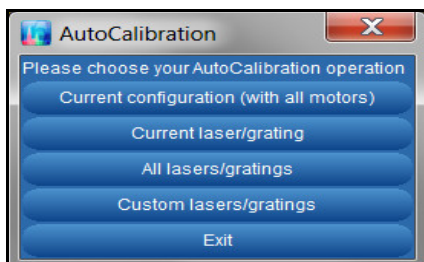 AutoCalibration
Please choose your AutoCalibration operation
Current configuration (with all motors)
Current laser/grating
All lasers/gratings
Custom lasers/gratings
Exit